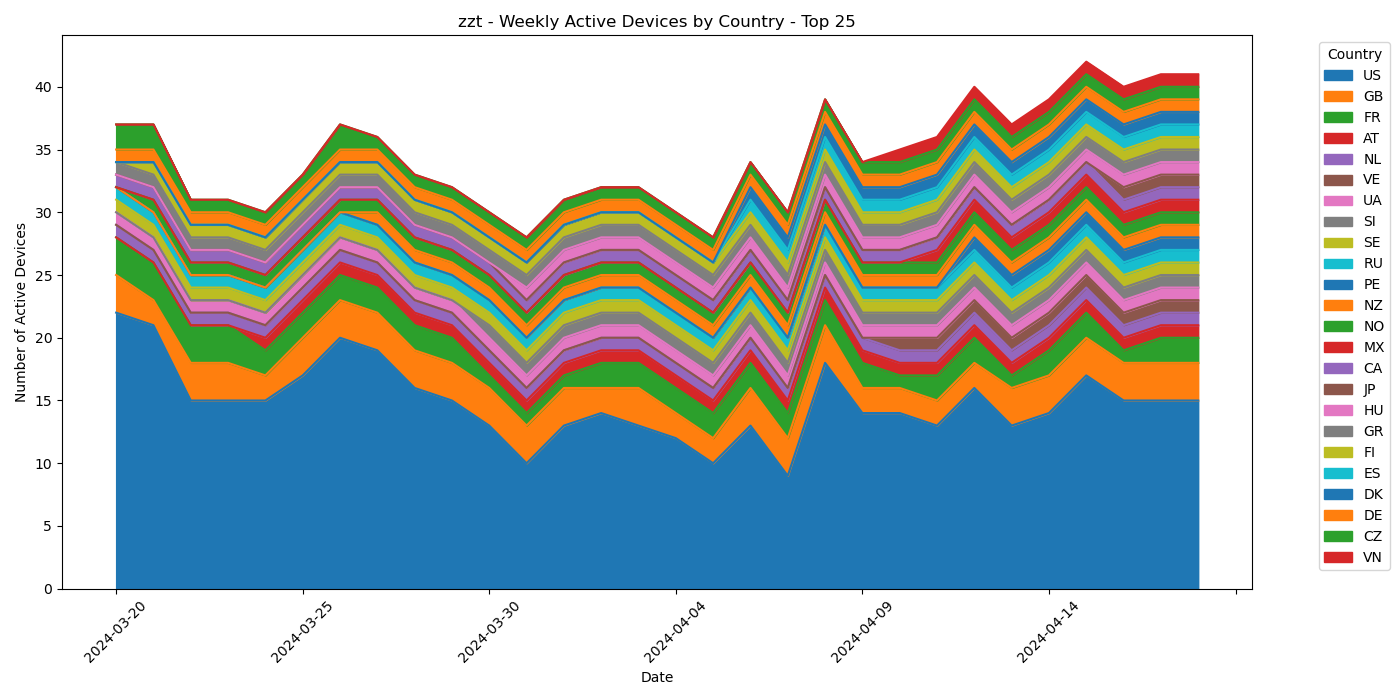 zzt - Weekly Active Devices by Country - Top 25
Number of Active Devices
40
35
30
25
20
15
10
5
0
2024-03-20
2024-03-25
2024-03-30
2024-04-04
2024-04-09
2024-04-14
Date
Country
US
GB
FR
AT
NL
VE
UA
SI
SE
RU
PE
NZ
NO
MX
CA
JP
HU
GR
FI
ES
DK
DE
CZ
VN